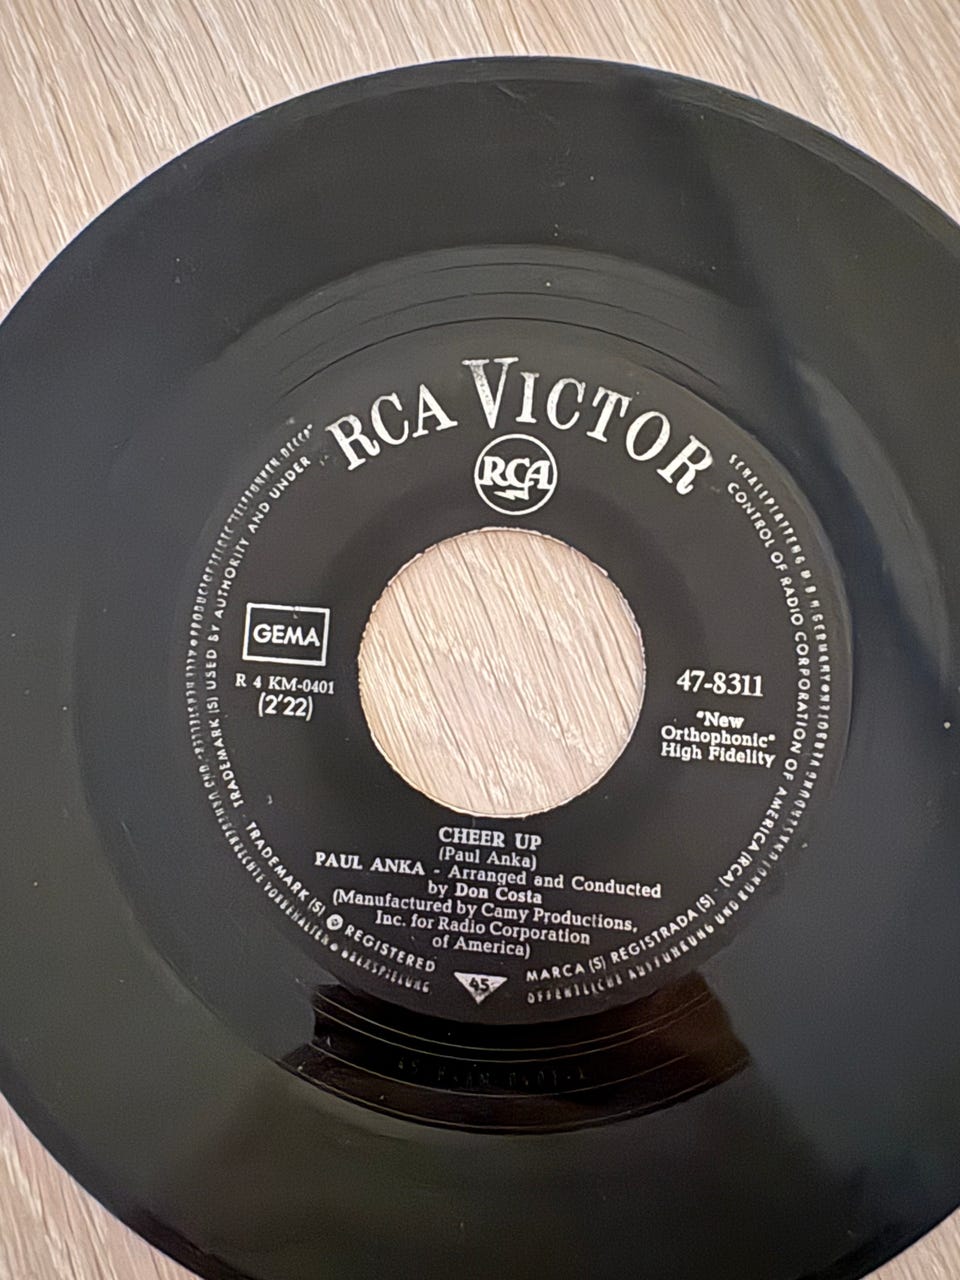 RCA VICTOR
RCA
GEMA
R 4 KM-0401
(2'22)
47-8311
"New
Orthophonic"
High Fidelity
CHEER UP
(Paul Anka)
PAUL ANKA - Arranged and Conducted
by Don Costa
(Manufactured by Camy Productions,
Inc. for Radio Corporation
of America)
45
TRADEMARK (S) USED BY AUTHORITY AND UNDER
CONTROL OF RADIO CORPORATION OF AMERICA (RCA)
TRADEMARK (S) REGISTERED
MARCA (S) REGISTRADA (S)